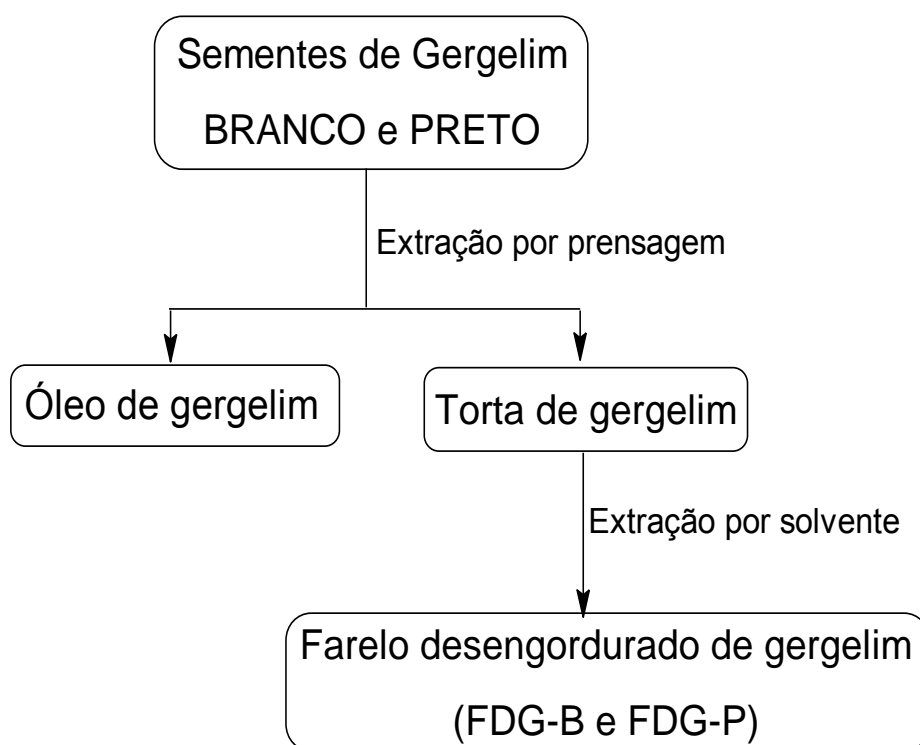 Sementes de Gergelim
BRANCO e PRETO
Extração por prensagem
Óleo de gergelim
Torta de gergelim
Extração por solvente
Farelo desengordurado de gergelim
(FDG-B e FDG-P)